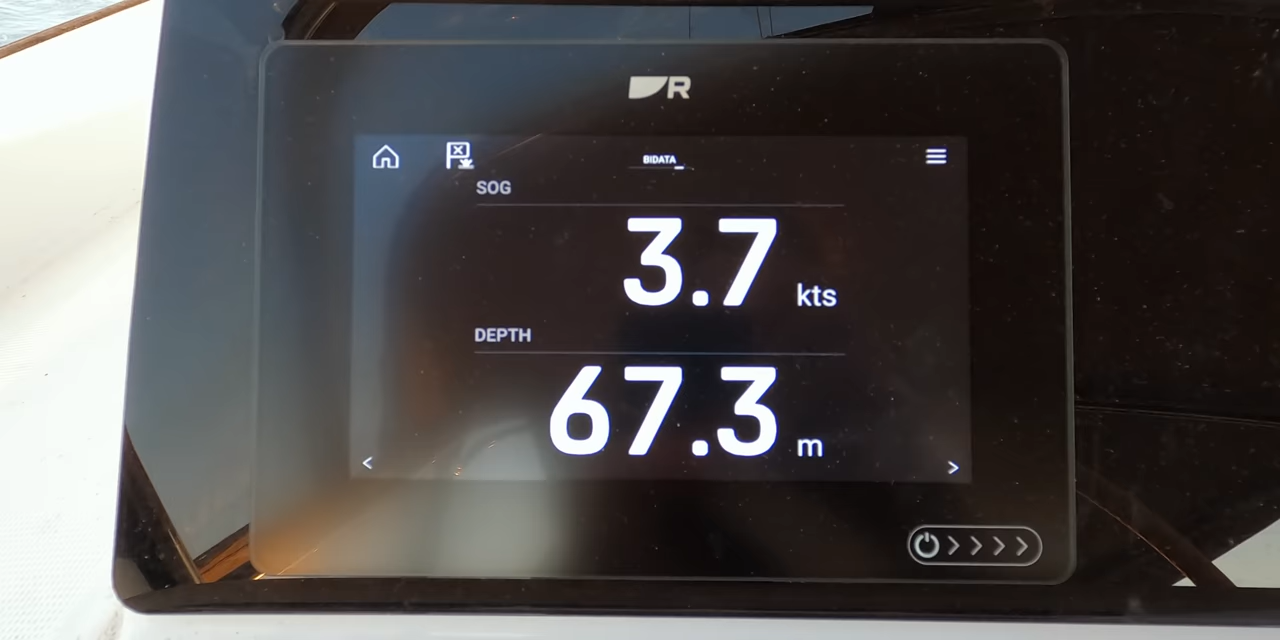 R
BIDATA
SOG
3.7 kts
DEPTH
67.3 m